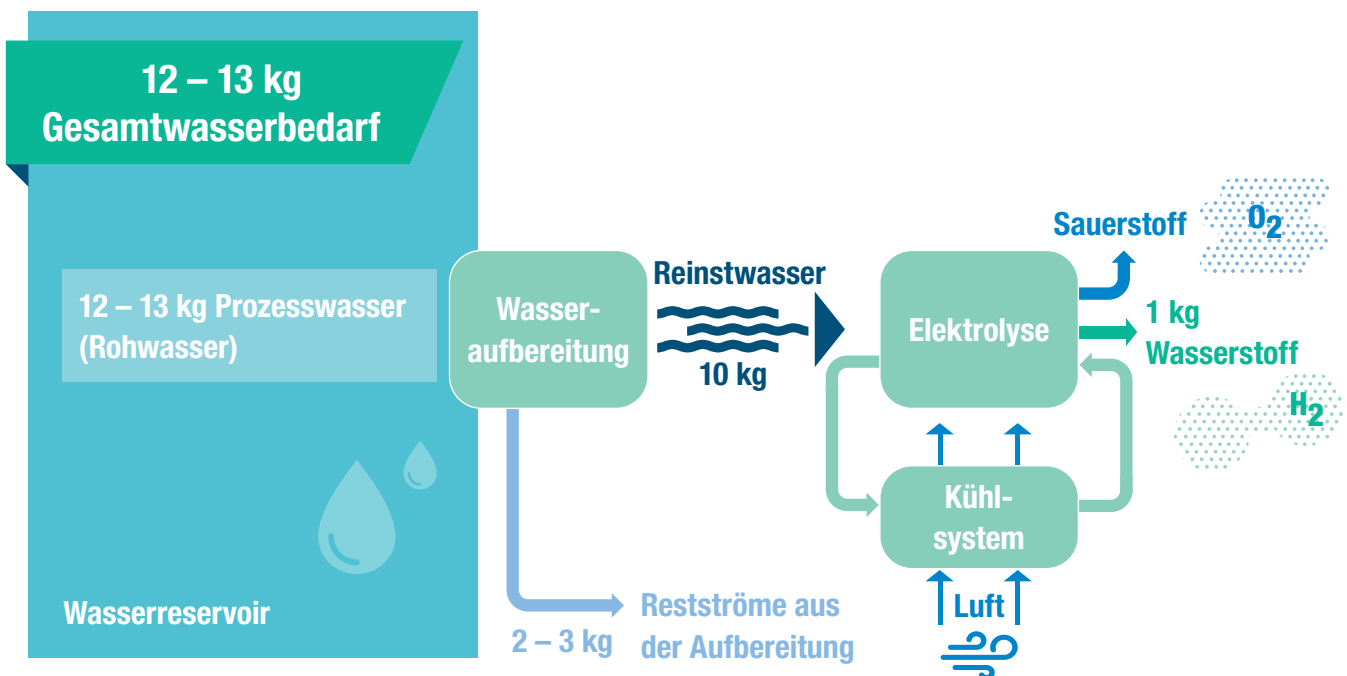 12 – 13 kg
Gesamtwasserbedarf
12 – 13 kg Prozesswasser
(Rohwasser)
Wasserreservoir
Wasser-
aufbereitung
Reinstwasser
10 kg
2 – 3 kg
Restströme aus
der Aufbereitung
Elektrolyse
Kühl-
system
Luft
Sauerstoff
O2
1 kg
Wasserstoff
H2